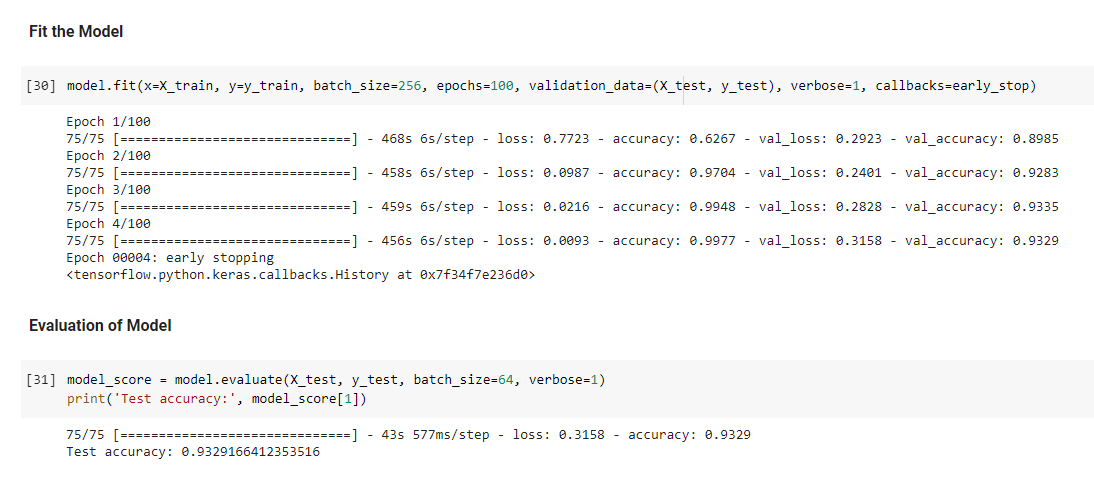 Fit the Model
[30] model.fit(x=X_train, y=y_train, batch_size=256, epochs=100, validation_data=(X_test, y_test), verbose=1, callbacks=early_stop)
Epoch 1/100
75/75 [==============================] - 468s 6s/step - loss: 0.7723 - accuracy: 0.6267 - val_loss: 0.2923 - val_accuracy: 0.8985
Epoch 2/100
75/75 [==============================] - 458s 6s/step - loss: 0.0987 - accuracy: 0.9704 - val_loss: 0.2401 - val_accuracy: 0.9283
Epoch 3/100
75/75 [==============================] - 459s 6s/step - loss: 0.0216 - accuracy: 0.9948 - val_loss: 0.2828 - val_accuracy: 0.9335
Epoch 4/100
75/75 [==============================] - 456s 6s/step - loss: 0.0093 - accuracy: 0.9977 - val_loss: 0.3158 - val_accuracy: 0.9329
Epoch 00004: early stopping
<tensorflow.python.keras.callbacks.History at 0x7f34f7e236d0>
Evaluation of Model
[31] model_score = model.evaluate(X_test, y_test, batch_size=64, verbose=1)
print('Test accuracy:', model_score[1])
75/75 [==============================] - 43s 577ms/step - loss: 0.3158 - accuracy: 0.9329
Test accuracy: 0.9329166412353516